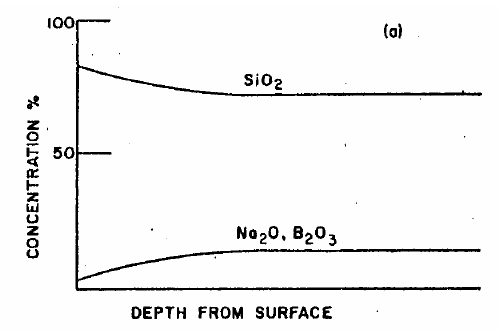 100
(a)
SiO₂
CONCENTRATION %
50
Na₂O, B₂O₃
DEPTH FROM SURFACE